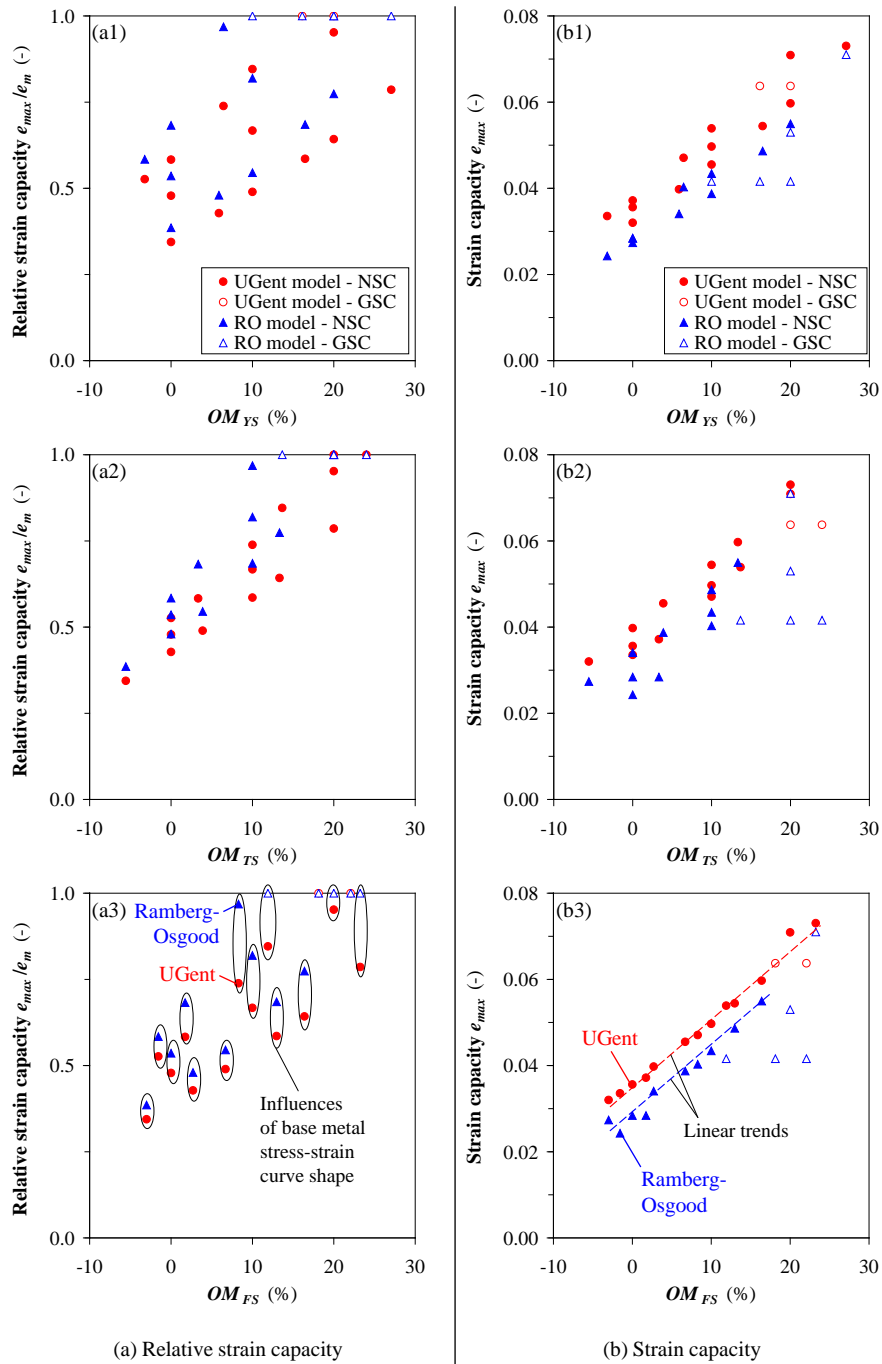 (a1)
Relative strain capacity e_max/e_m (-)
1.0
0.5
0.0
UGent model - NSC
UGent model - GSC
RO model - NSC
RO model - GSC
-10 0 10 20 30
OM_YS (%)
(b1)
Strain capacity e_max (-)
0.08
0.06
0.04
0.02
0.00
UGent model - NSC
UGent model - GSC
RO model - NSC
RO model - GSC
-10 0 10 20 30
OM_YS (%)
(a2)
Relative strain capacity e_max/e_m (-)
1.0
0.5
0.0
-10 0 10 20 30
OM_TS (%)
(b2)
Strain capacity e_max (-)
0.08
0.06
0.04
0.02
0.00
-10 0 10 20 30
OM_TS (%)
(a3)
Relative strain capacity e_max/e_m (-)
1.0
0.5
0.0
Ramberg-
Osgood
UGent
Influences
of base metal
stress-strain
curve shape
-10 0 10 20 30
OM_FS (%)
(a) Relative strain capacity
(b3)
Strain capacity e_max (-)
0.08
0.06
0.04
0.02
0.00
UGent
Linear trends
Ramberg-
Osgood
-10 0 10 20 30
OM_FS (%)
(b) Strain capacity